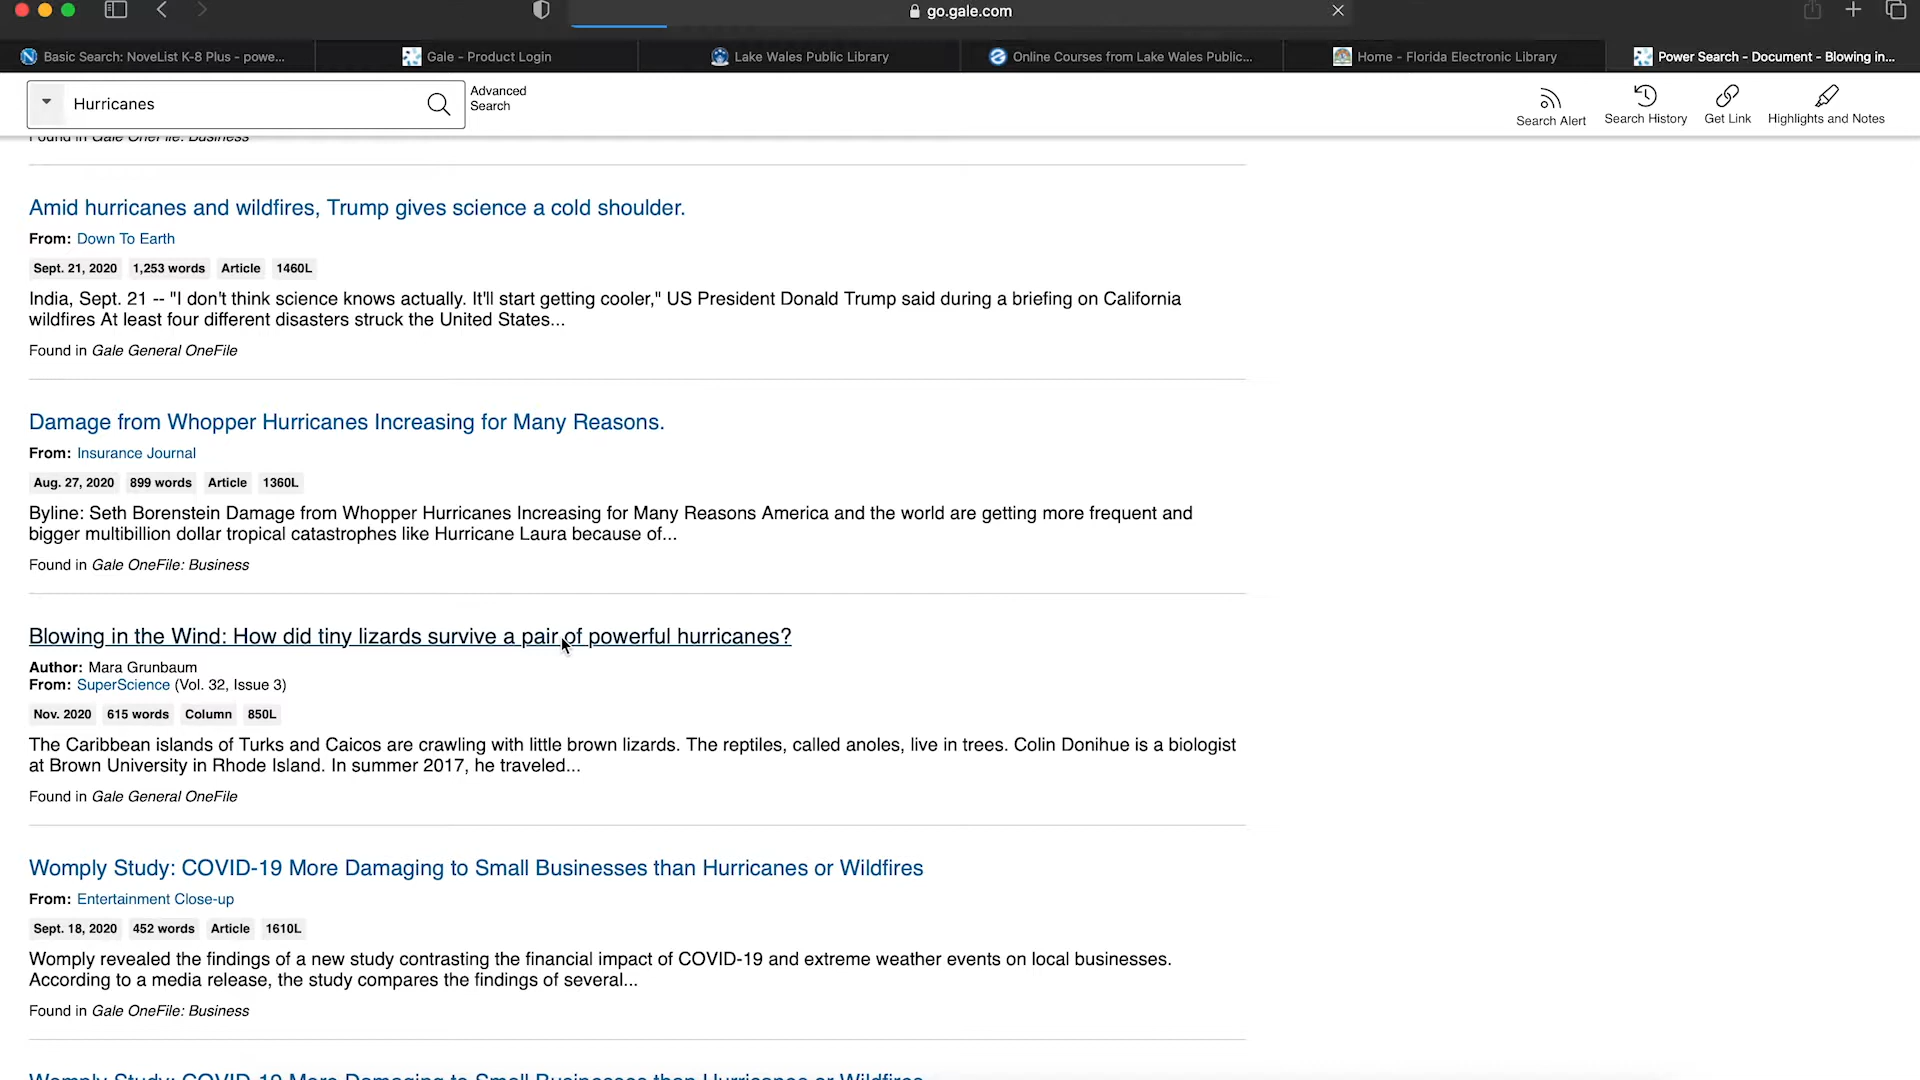 go.gale.com
Basic Search: NoveList K-8 Plus - powe...
Gale - Product Login
Lake Wales Public Library
Online Courses from Lake Wales Public...
Home - Florida Electronic Library
Power Search - Document - Blowing in...
Hurricanes
Advanced
Search
Search Alert
Search History
Get Link
Highlights and Notes
Found in Gale OneFile: Business
Amid hurricanes and wildfires, Trump gives science a cold shoulder.
From: Down To Earth
Sept. 21, 2020 1,253 words Article 1460L
India, Sept. 21 -- "I don't think science knows actually. It'll start getting cooler," US President Donald Trump said during a briefing on California
wildfires At least four different disasters struck the United States...
Found in Gale General OneFile
Damage from Whopper Hurricanes Increasing for Many Reasons.
From: Insurance Journal
Aug. 27, 2020 899 words Article 1360L
Byline: Seth Borenstein Damage from Whopper Hurricanes Increasing for Many Reasons America and the world are getting more frequent and
bigger multibillion dollar tropical catastrophes like Hurricane Laura because of...
Found in Gale OneFile: Business
Blowing in the Wind: How did tiny lizards survive a pair of powerful hurricanes?
Author: Mara Grunbaum
From: SuperScience (Vol. 32, Issue 3)
Nov. 2020 615 words Column 850L
The Caribbean islands of Turks and Caicos are crawling with little brown lizards. The reptiles, called anoles, live in trees. Colin Donihue is a biologist
at Brown University in Rhode Island. In summer 2017, he traveled...
Found in Gale General OneFile
Womply Study: COVID-19 More Damaging to Small Businesses than Hurricanes or Wildfires
From: Entertainment Close-up
Sept. 18, 2020 452 words Article 1610L
Womply revealed the findings of a new study contrasting the financial impact of COVID-19 and extreme weather events on local businesses.
According to a media release, the study compares the findings of several...
Found in Gale OneFile: Business
Womply Study: COVID-19 More Damaging to Small Businesses than Hurricanes or Wildfires